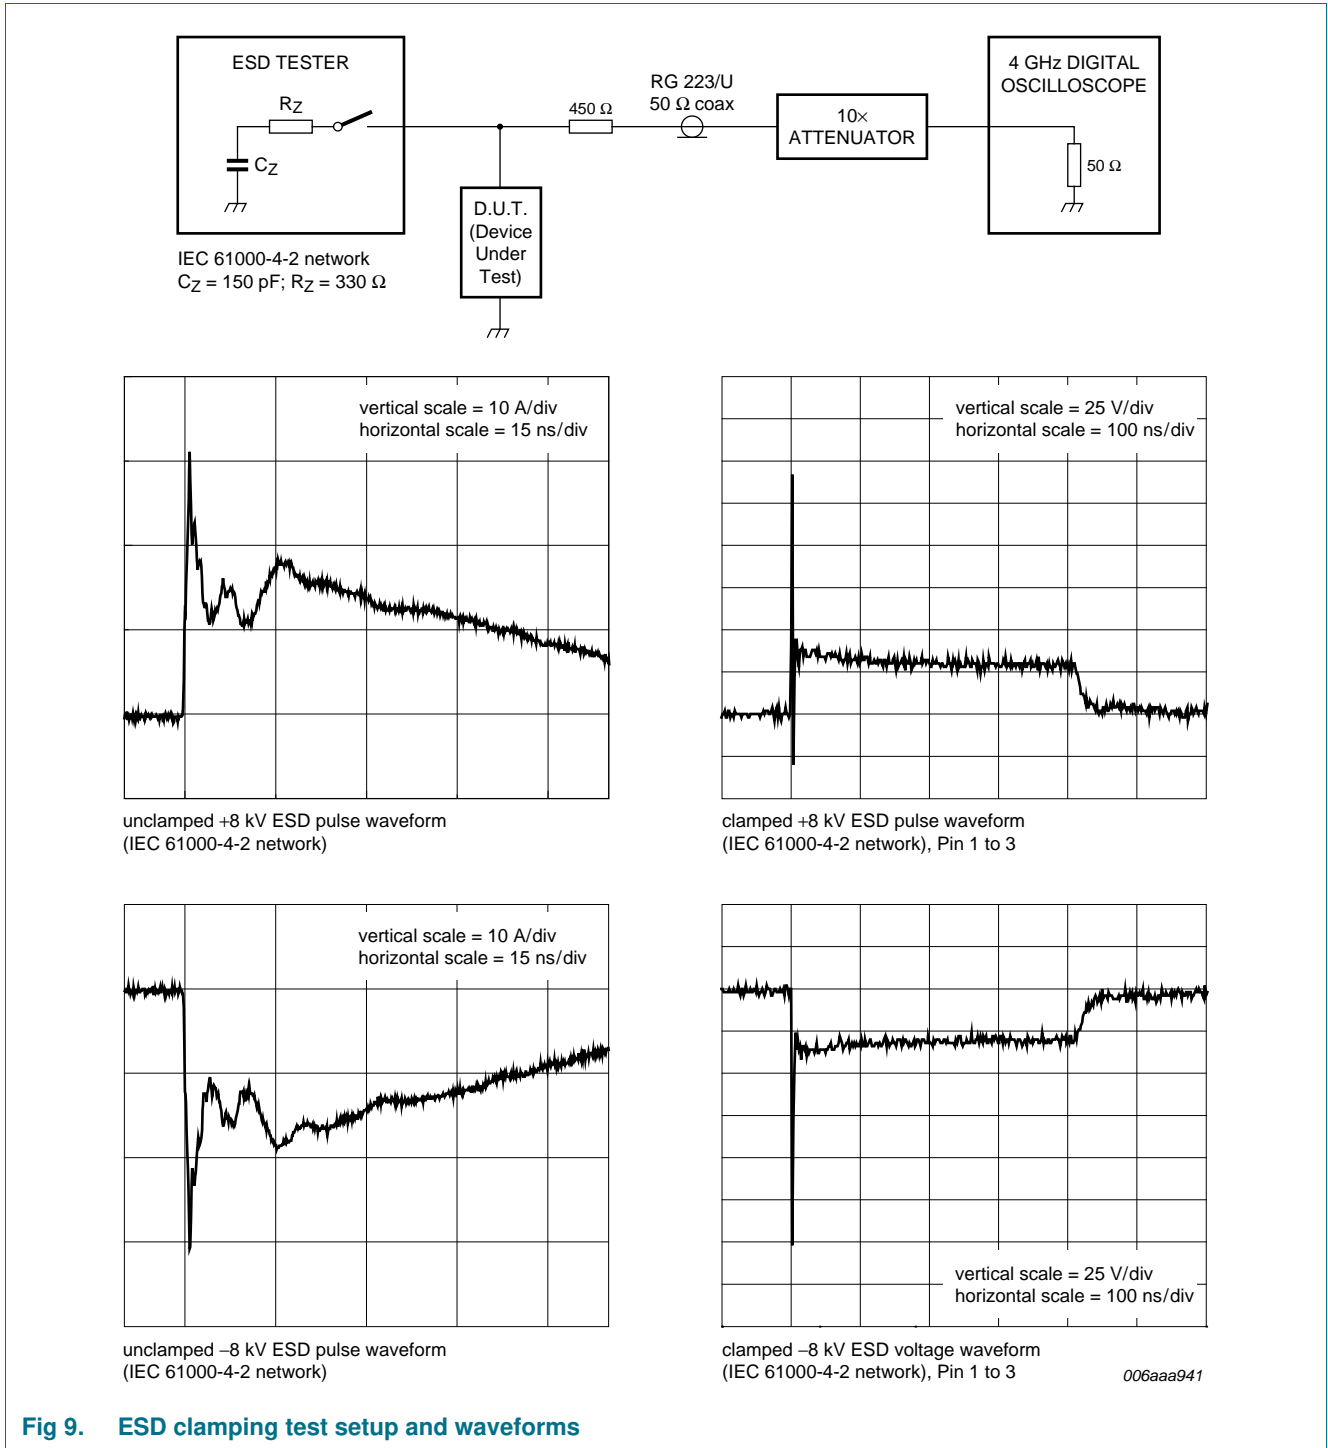 ESD TESTER
RZ
CZ
IEC 61000-4-2 network
CZ = 150 pF; RZ = 330 Ω
D.U.T.
(Device
Under
Test)
450 Ω
RG 223/U
50 Ω coax
10×
ATTENUATOR
4 GHz DIGITAL
OSCILLOSCOPE
50 Ω
vertical scale = 10 A/div
horizontal scale = 15 ns/div
unclamped +8 kV ESD pulse waveform
(IEC 61000-4-2 network)
vertical scale = 25 V/div
horizontal scale = 100 ns/div
clamped +8 kV ESD pulse waveform
(IEC 61000-4-2 network), Pin 1 to 3
vertical scale = 10 A/div
horizontal scale = 15 ns/div
unclamped −8 kV ESD pulse waveform
(IEC 61000-4-2 network)
vertical scale = 25 V/div
horizontal scale = 100 ns/div
clamped −8 kV ESD voltage waveform
(IEC 61000-4-2 network), Pin 1 to 3
006aaa941
Fig 9. ESD clamping test setup and waveforms